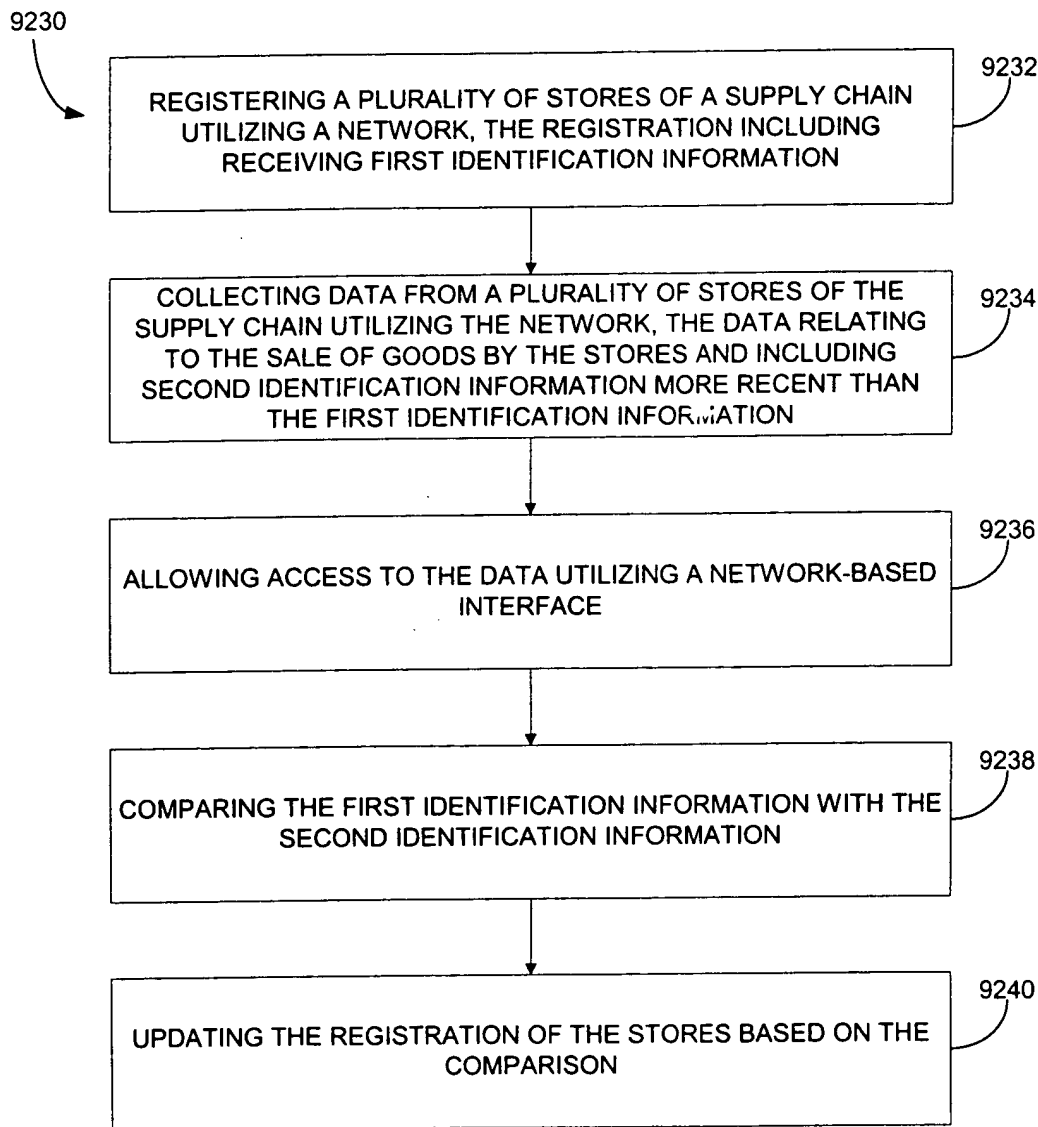 9230
9232
REGISTERING A PLURALITY OF STORES OF A SUPPLY CHAIN
UTILIZING A NETWORK, THE REGISTRATION INCLUDING
RECEIVING FIRST IDENTIFICATION INFORMATION
9234
COLLECTING DATA FROM A PLURALITY OF STORES OF THE
SUPPLY CHAIN UTILIZING THE NETWORK, THE DATA RELATING
TO THE SALE OF GOODS BY THE STORES AND INCLUDING
SECOND IDENTIFICATION INFORMATION MORE RECENT THAN
THE FIRST IDENTIFICATION INFORMATION
9236
ALLOWING ACCESS TO THE DATA UTILIZING A NETWORK-BASED
INTERFACE
9238
COMPARING THE FIRST IDENTIFICATION INFORMATION WITH THE
SECOND IDENTIFICATION INFORMATION
9240
UPDATING THE REGISTRATION OF THE STORES BASED ON THE
COMPARISON